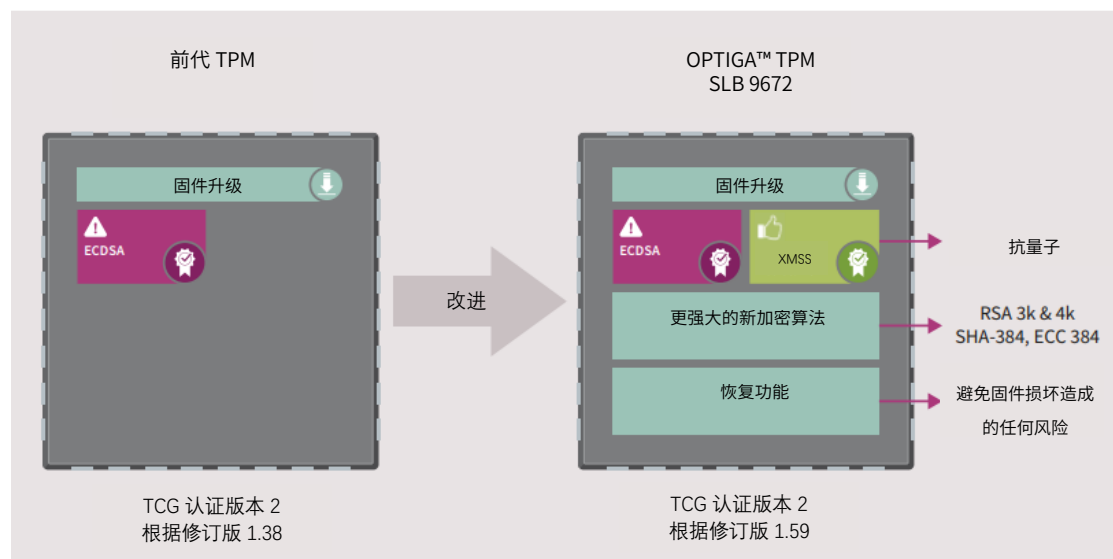 前代 TPM
固件升级
ECDSA
TCG 认证版本 2
根据修订版 1.38
改进
OPTIGA™ TPM
SLB 9672
固件升级
ECDSA
XMSS
更强大的新加密算法
恢复功能
TCG 认证版本 2
根据修订版 1.59
抗量子
RSA 3k & 4k
SHA-384, ECC 384
避免固件损坏造成
的任何风险